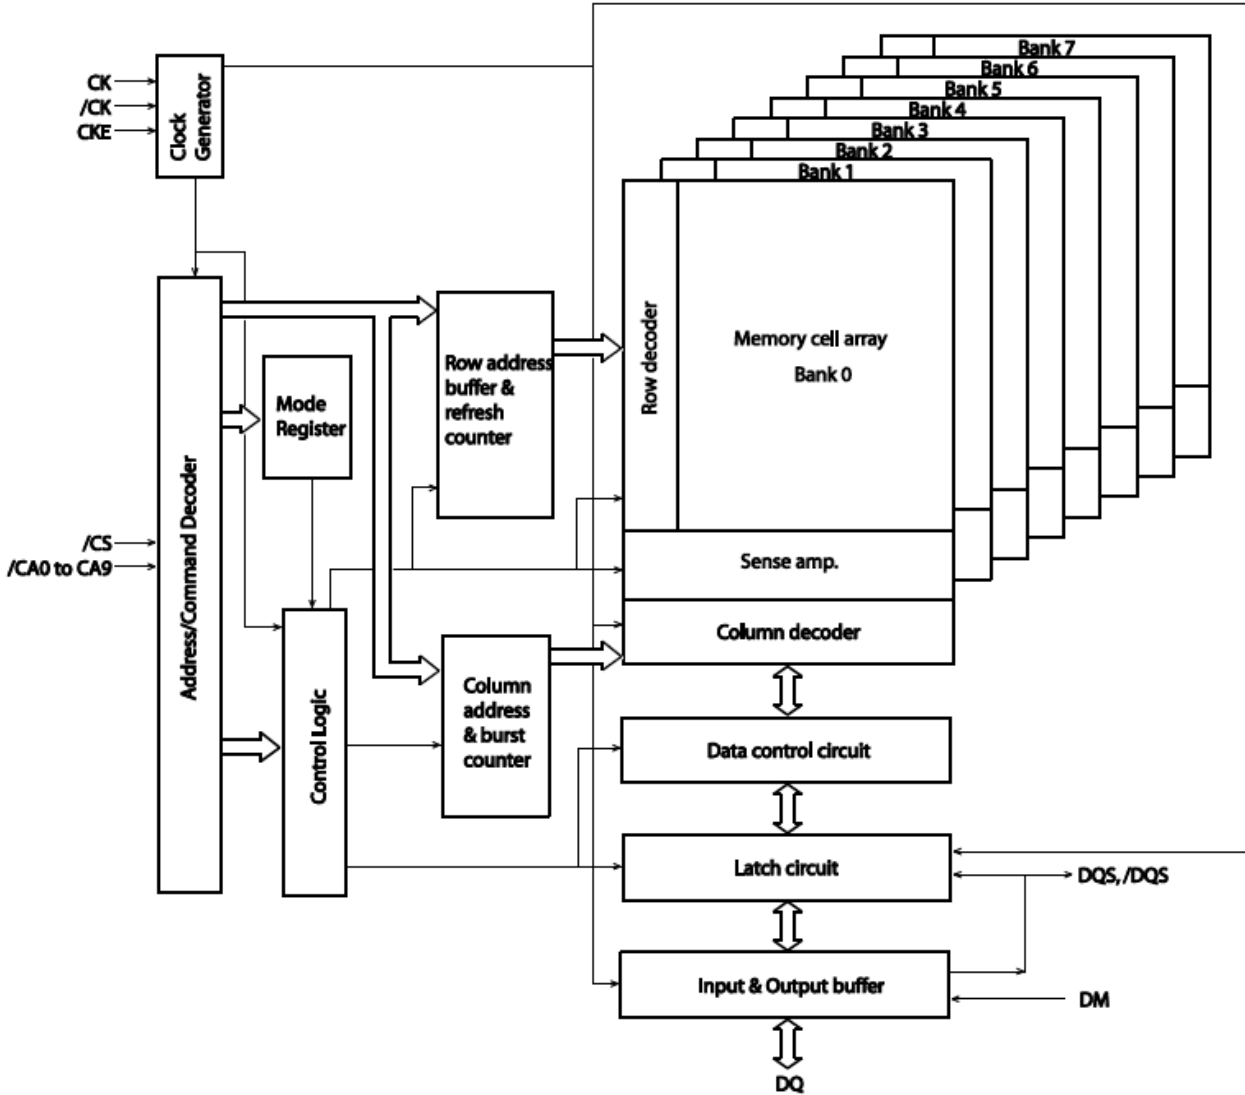 Bank 7
Bank 6
Bank 5
Bank 4
Bank 3
Bank 2
Bank 1
CK
/CK
CKE
Clock
Generator
Row decoder
Memory cell array
Bank 0
Row address
buffer &
refresh
counter
Mode
Register
Address/Command Decoder
/CS
/CA0 to CA9
Sense amp.
Column decoder
Control Logic
Column
address
& burst
counter
Data control circuit
Latch circuit
DQS, /DQS
Input & Output buffer
DM
DQ